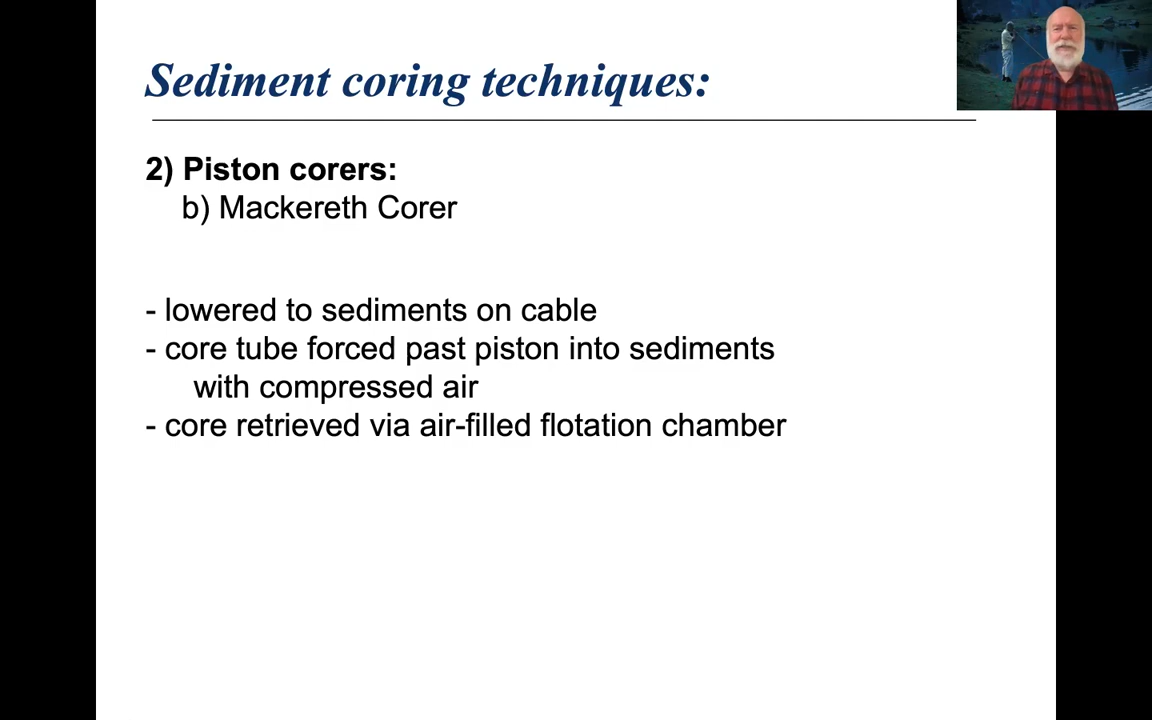 Sediment coring techniques:
2) Piston corers:
b) Mackereth Corer
- lowered to sediments on cable
- core tube forced past piston into sediments
with compressed air
- core retrieved via air-filled flotation chamber